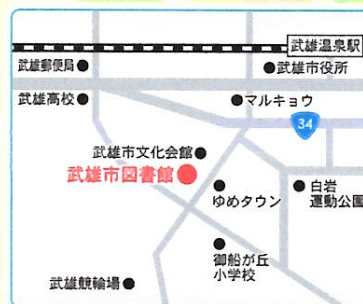 武雄温泉駅
武雄郵便局
武雄市役所
武雄高校
マルキョウ
34
武雄市文化会館
武雄市図書館
ゆめタウン
白岩
運動公園
御船が丘
小学校
武雄競輪場